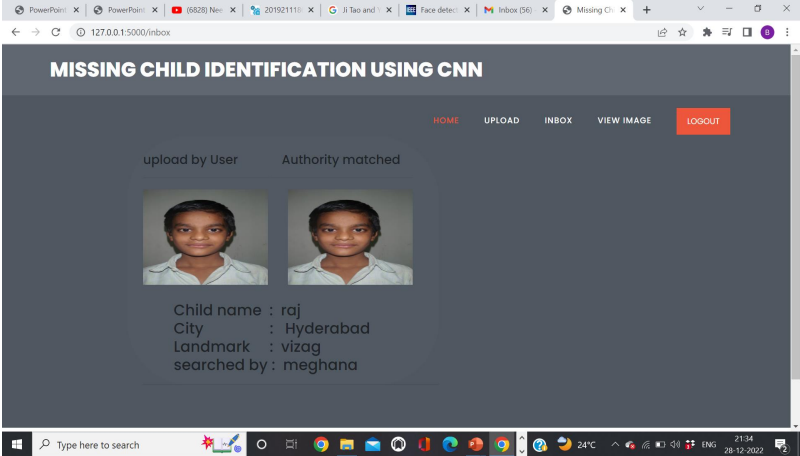 PowerPoint
PowerPoint
(6828) Nee
201921118
Ji Tao and Y
Face detect
Inbox (56)
Missing Ch
127.0.0.1:5000/inbox
B
MISSING CHILD IDENTIFICATION USING CNN
HOME UPLOAD INBOX VIEW IMAGE LOGOUT
upload by User Authority matched
Child name : raj
City : Hyderabad
Landmark : vizag
searched by : meghana
Type here to search
24°C
ENG
21:34
28-12-2022
2